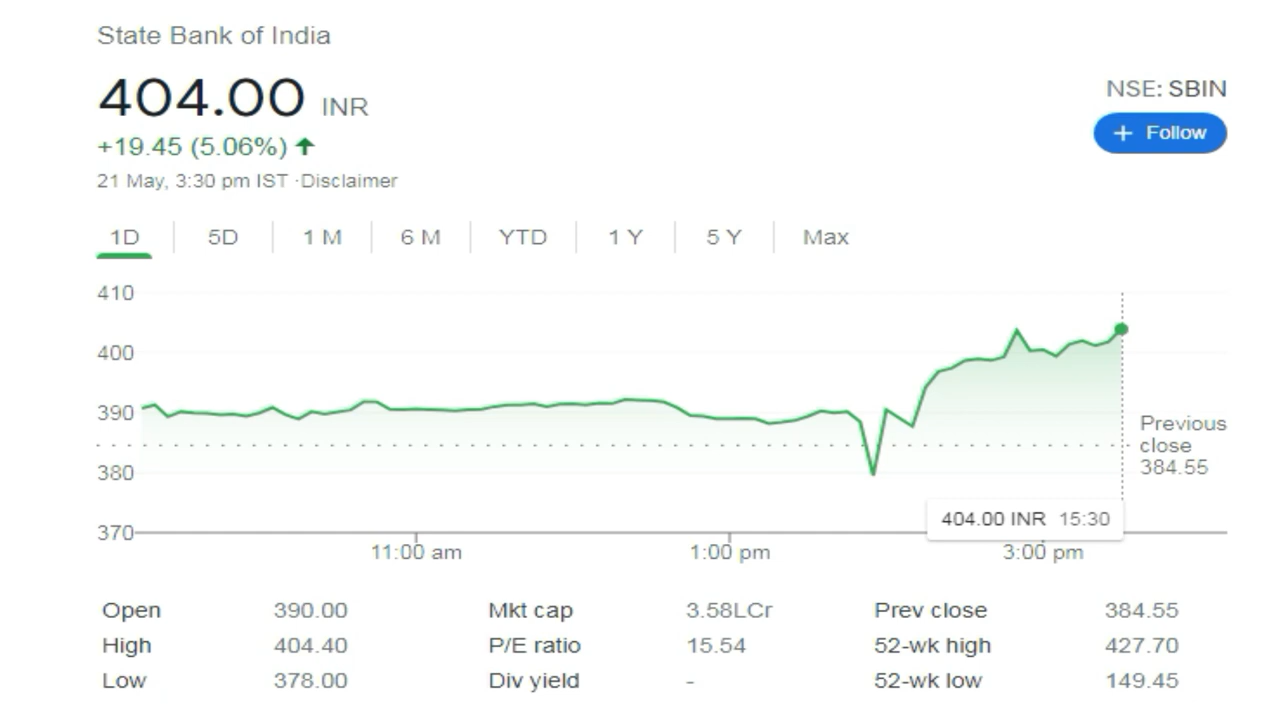 State Bank of India
404.00 INR
NSE: SBIN
+19.45 (5.06%)
+ Follow
21 May, 3:30 pm IST ·Disclaimer
1D 5D 1 M 6 M YTD 1 Y 5 Y Max
410
400
390
Previous
close
384.55
380
404.00 INR 15:30
370
11:00 am 1:00 pm 3:00 pm
Open 390.00 Mkt cap 3.58LCr Prev close 384.55
High 404.40 P/E ratio 15.54 52-wk high 427.70
Low 378.00 Div yield - 52-wk low 149.45